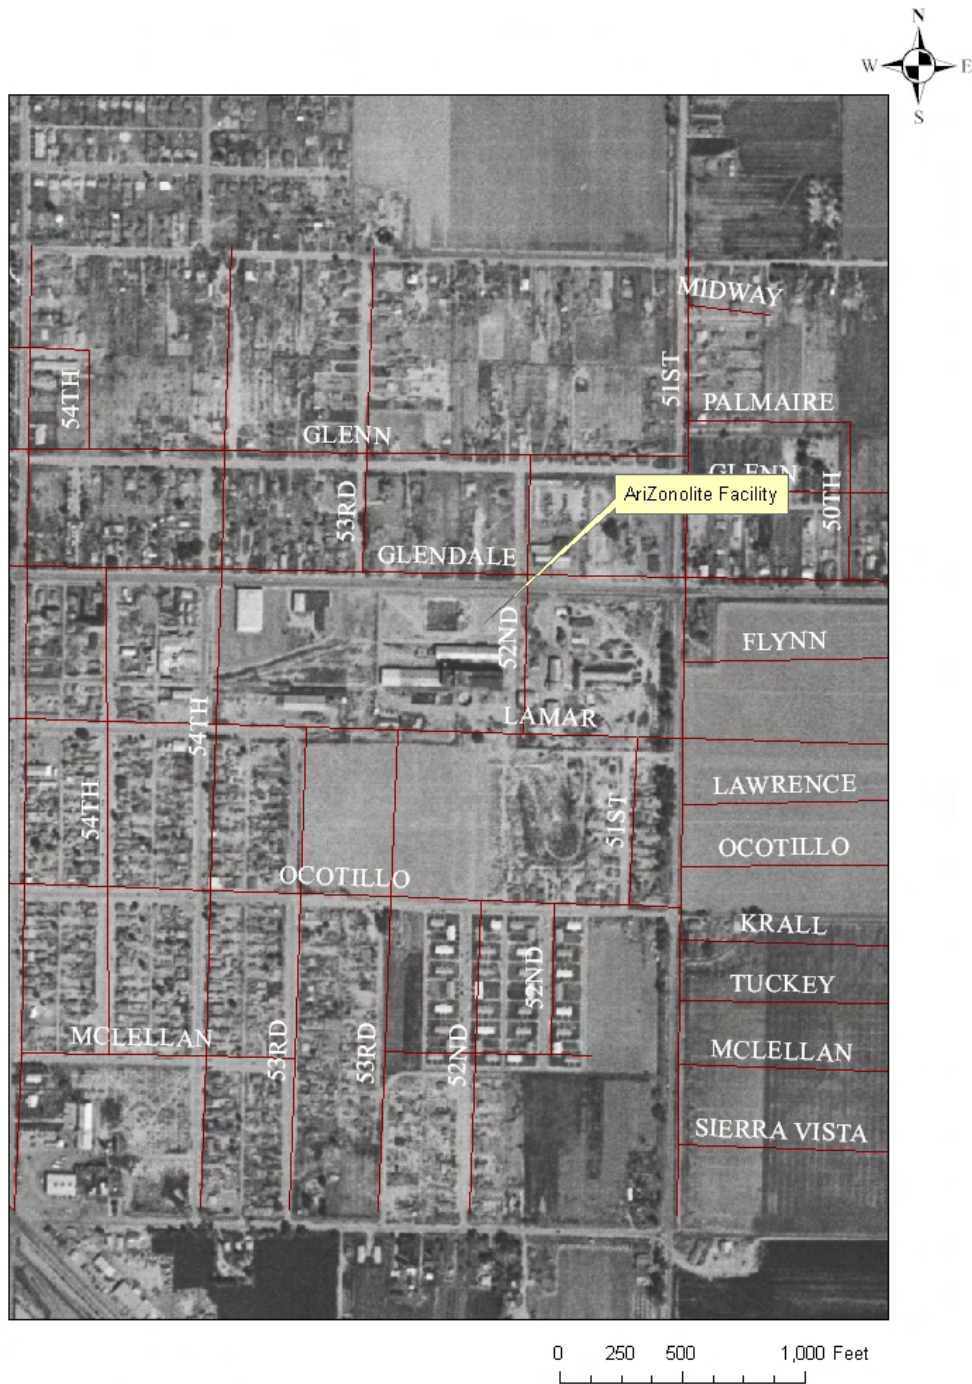 N
W E
S
MIDWAY
51ST
54TH
PALMAIRE
GLENN
GLENN
AriZonolite Facility
53RD
50TH
GLENDALE
52ND
FLYNN
54TH
LAMAR
54TH
LAWRENCE
51ST
OCOTILLO
OCOTILLO
KRALL
52ND
TUCKEY
MCLELLAN
53RD
53RD
52ND
MCLELLAN
SIERRA VISTA
0 250 500 1,000 Feet